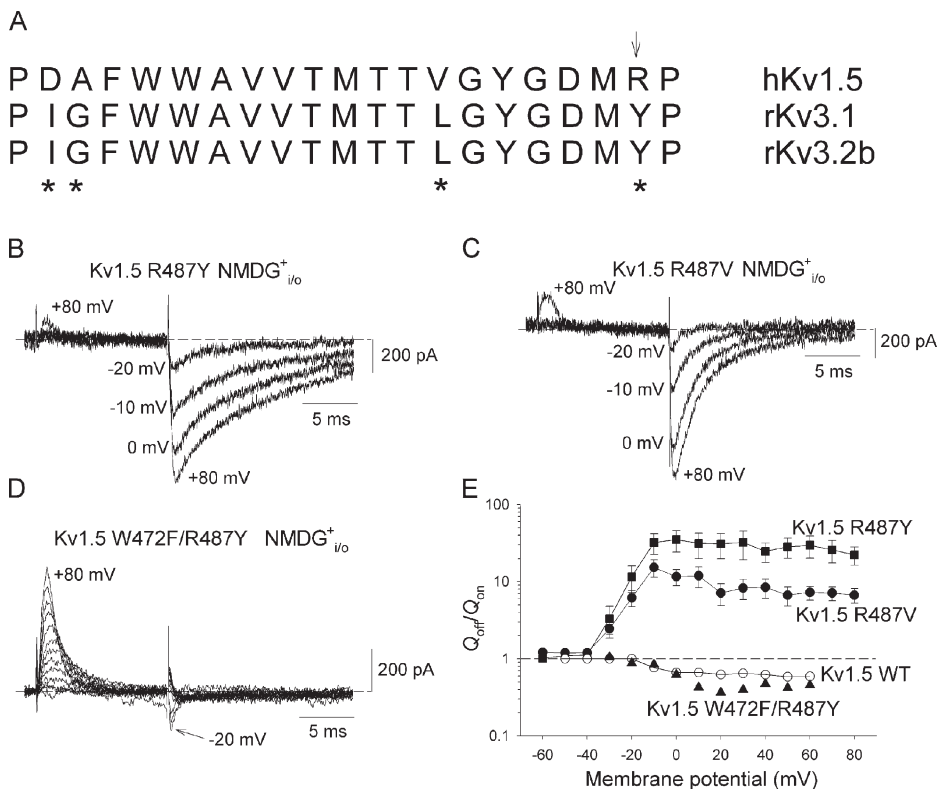 A
P D A F W W A V V T M T T V G Y G D M R P hKv1.5
P I G F W W A V V T M T T L G Y G D M Y P rKv3.1
P I G F W W A V V T M T T L G Y G D M Y P rKv3.2b
* * * *
B
Kv1.5 R487Y NMDG+i/o
+80 mV
-20 mV
-10 mV
0 mV
+80 mV
200 pA
5 ms
C
Kv1.5 R487V NMDG+i/o
+80 mV
-20 mV
-10 mV
0 mV
+80 mV
200 pA
5 ms
D
Kv1.5 W472F/R487Y NMDG+i/o
+80 mV
-20 mV
200 pA
5 ms
E
Qoff/Qon
100
10
1
0.1
Kv1.5 R487Y
Kv1.5 R487V
Kv1.5 WT
Kv1.5 W472F/R487Y
-60 -40 -20 0 20 40 60 80
Membrane potential (mV)